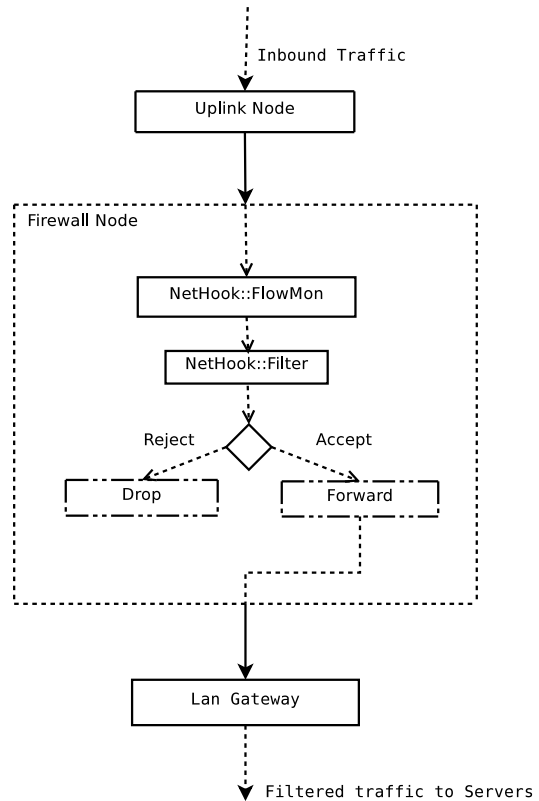 Inbound Traffic
Uplink Node
Firewall Node
NetHook::FlowMon
NetHook::Filter
Reject
Accept
Drop
Forward
Lan Gateway
Filtered traffic to Servers